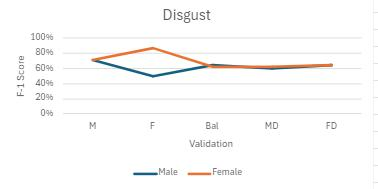 Disgust
100%
80%
60%
40%
20%
0%
F-1 Score
M F Bal MD FD
Validation
Male Female